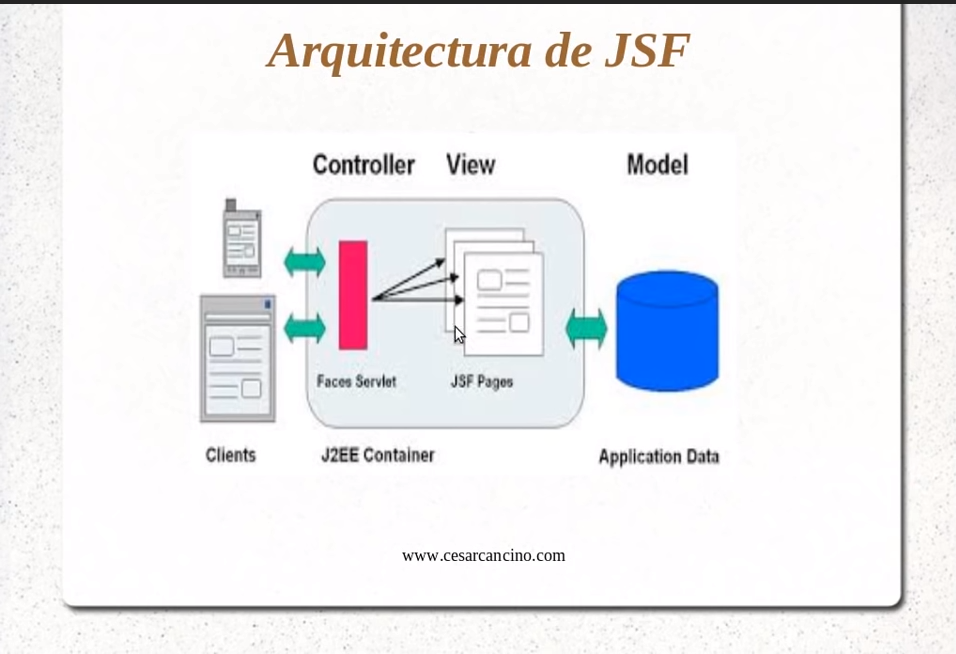 Arquitectura de JSF
Controller View Model
Faces Servlet JSF Pages
Clients J2EE Container Application Data
www.cesarcancino.com